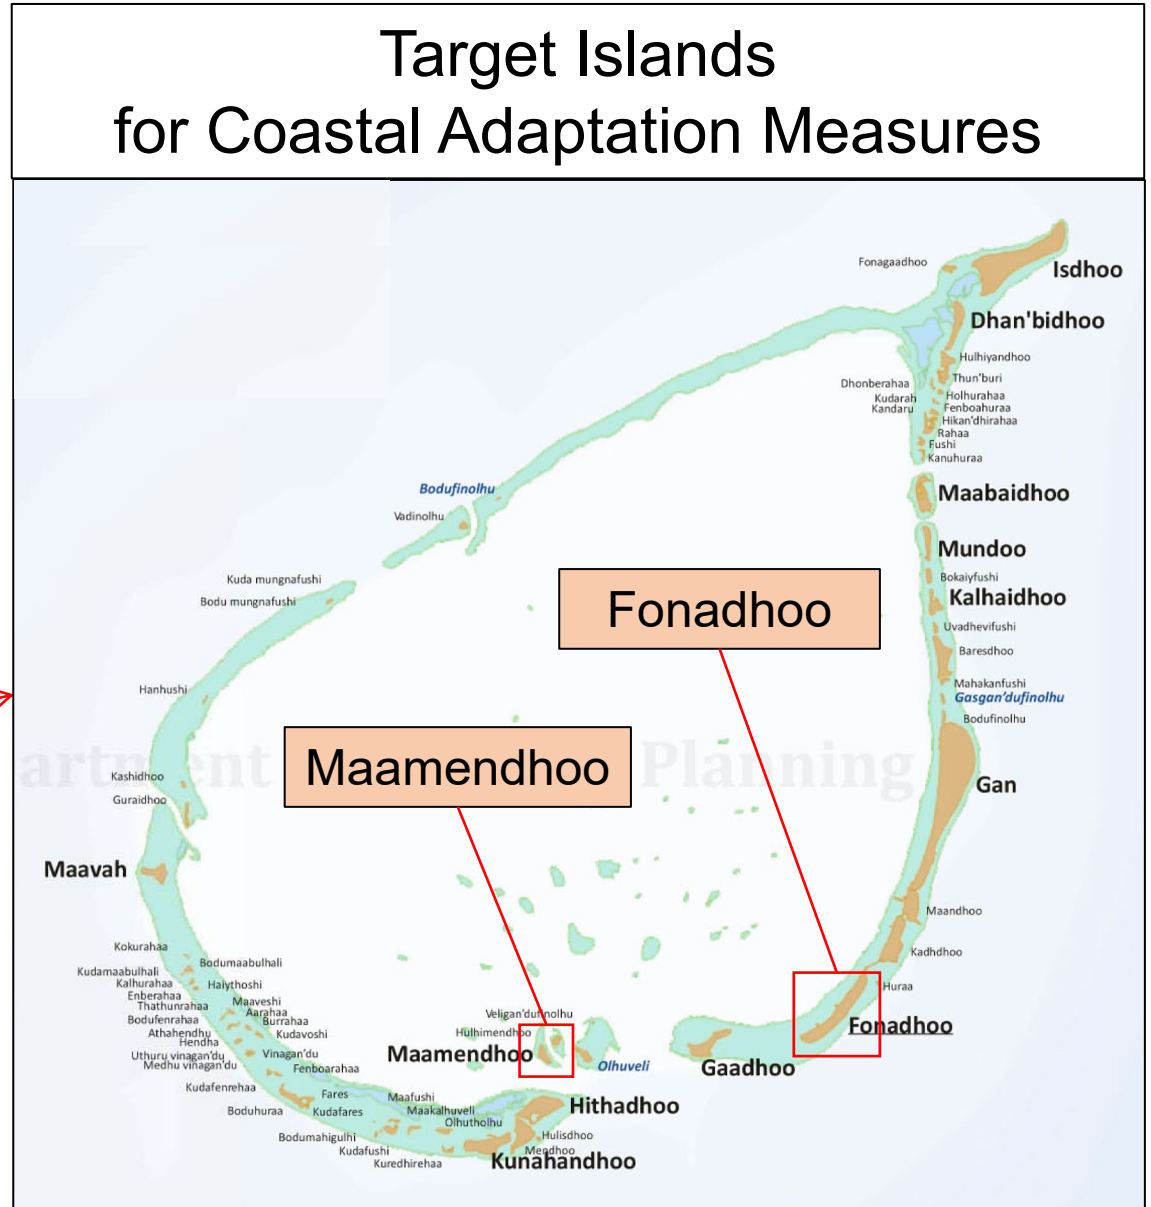 Target Islands
for Coastal Adaptation Measures
Fonagaadhoo
Isdhoo
Dhan'bidhoo
Hulhiyandhoo
Thun'buri
Dhonberahaa
Holhurahaa
Kudarah
Fenboahuraa
Kandaru
Hikan'dhirahaa
Rahaa
Fushi
Kanuhuraa
Bodufinolhu
Maabaidhoo
Vadinolhu
Mundoo
Kuda mungnafushi
Bokaiyfushi
Bodu mungnafushi
Kalhaidhoo
Fonadhoo
Uvadhevifushi
Baresdhoo
Hanhushi
Mahakanfushi
Gasgan'dufinolhu
Bodufinolhu
artment
Planning
Maamendhoo
Kashidhoo
Gan
Guraidhoo
Maavah
Maandhoo
Kokurahaa
Kadhdhoo
Bodumaabulhali
Kudamaabulhali
Kalhurahaa
Haiythoshi
Huraa
Enberahaa
Maaveshi
Thathunrahaa
Aarahaa
Veligan'dufinolhu
Bodufenrahaa
Burrahaa
Fonadhoo
Athahendhu
Kudavoshi
Hulhimendhoo
Hendha
Uthuru vinagan'du
Vinagan'du
Maamendhoo
Medhu vinagan'du
Olhuveli
Gaadhoo
Fenboarahaa
Kudafenrehaa
Fares
Maafushi
Boduhuraa
Kudafares
Maakalhuveli
Hithadhoo
Olhutholhu
Bodumahigulhi
Hulisdhoo
Kudafushi
Mendhoo
Kuredhirehaa
Kunahandhoo